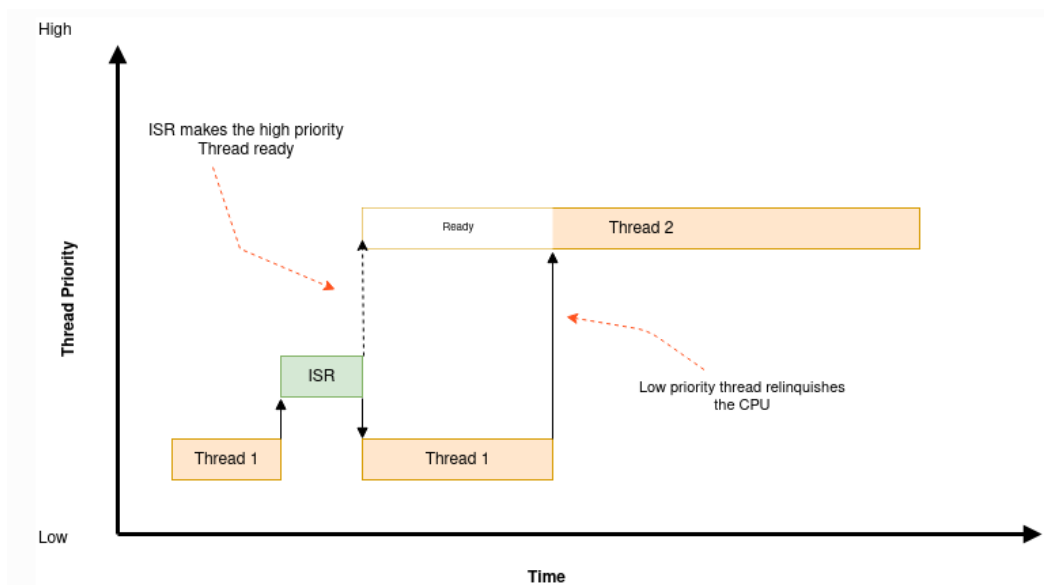 High
ISR makes the high priority
Thread ready
Ready
Thread 2
Thread Priority
ISR
Low priority thread relinquishes
the CPU
Thread 1
Thread 1
Low
Time